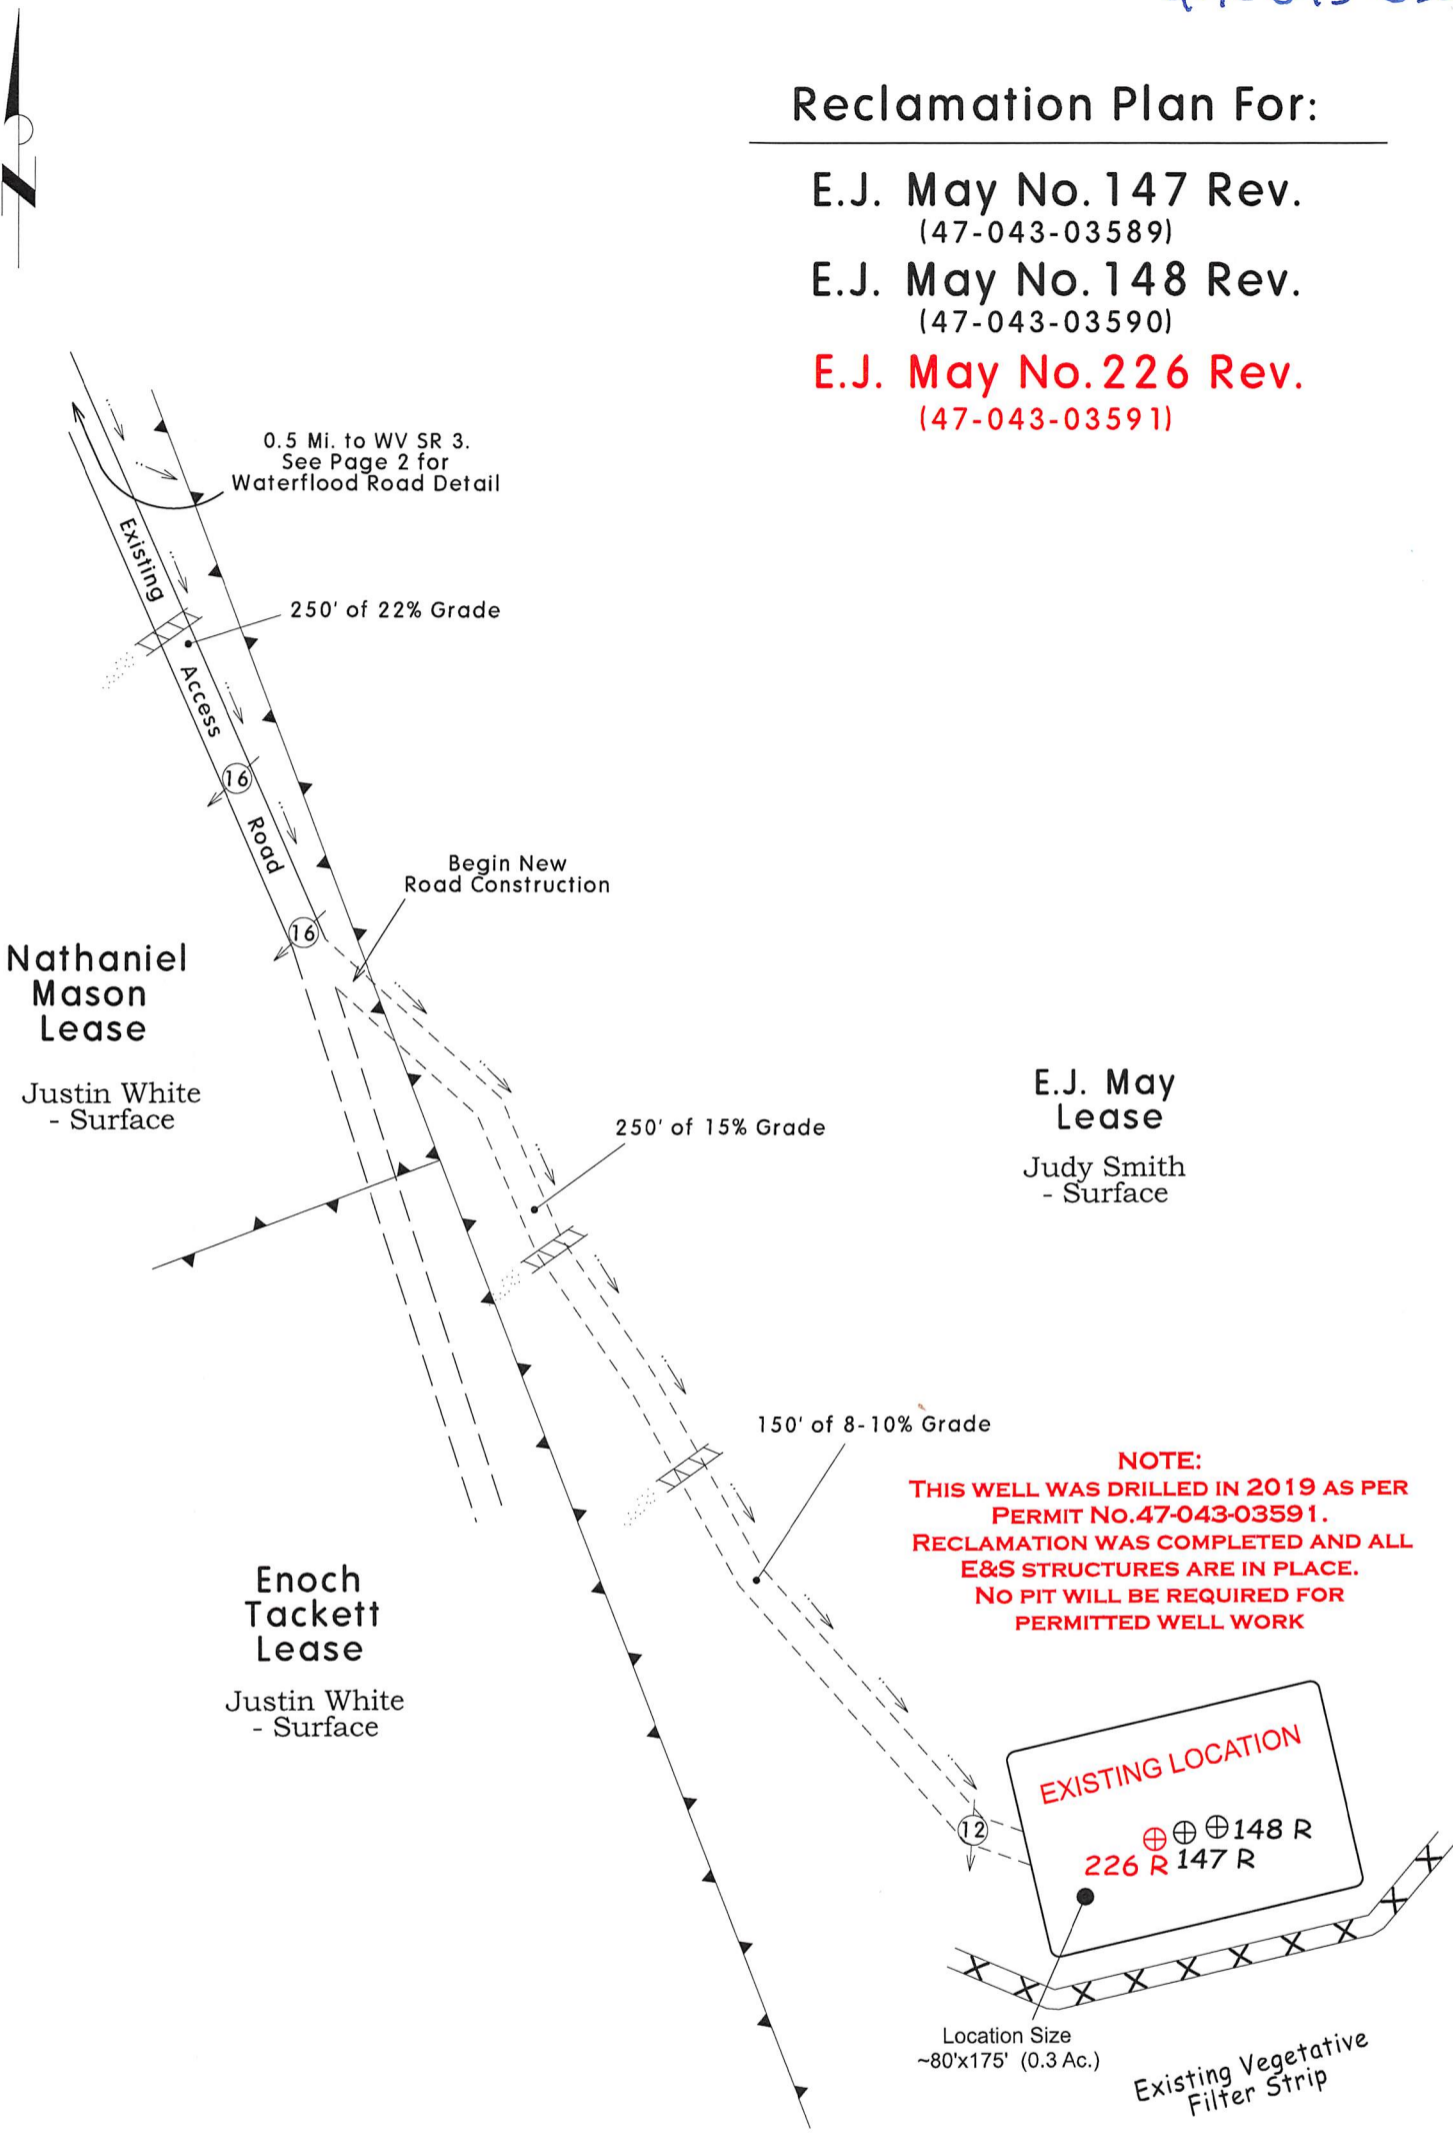 Reclamation Plan For:
E.J. May No. 147 Rev.
(47-043-03589)
E.J. May No. 148 Rev.
(47-043-03590)
E.J. May No. 226 Rev.
(47-043-03591)
0.5 Mi. to WV SR 3.
See Page 2 for
Waterflood Road Detail
Existing
250' of 22% Grade
Access
16
Road
Begin New
Road Construction
16
Nathaniel
Mason
Lease
Justin White
- Surface
E.J. May
Lease
Judy Smith
- Surface
250' of 15% Grade
150' of 8-10% Grade
NOTE:
THIS WELL WAS DRILLED IN 2019 AS PER
PERMIT NO.47-043-03591.
RECLAMATION WAS COMPLETED AND ALL
E&S STRUCTURES ARE IN PLACE.
NO PIT WILL BE REQUIRED FOR
PERMITTED WELL WORK
Enoch
Tackett
Lease
Justin White
- Surface
EXISTING LOCATION
12
148 R
226 R 147 R
Location Size
~80'x175' (0.3 Ac.)
Existing Vegetative
Filter Strip
N